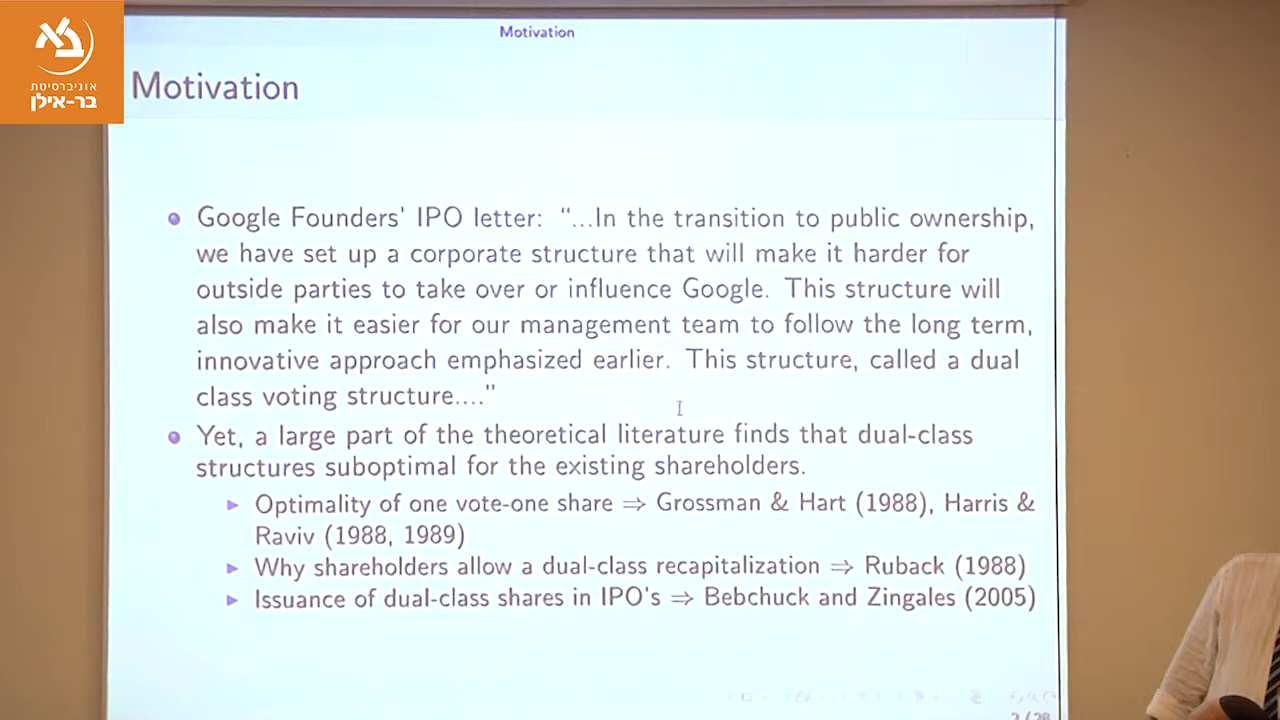 Motivation
אוניברסיטת
בר-אילן
Motivation
Google Founders' IPO letter: "...In the transition to public ownership,
we have set up a corporate structure that will make it harder for
outside parties to take over or influence Google. This structure will
also make it easier for our management team to follow the long term,
innovative approach emphasized earlier. This structure, called a dual
class voting structure...."
Yet, a large part of the theoretical literature finds that dual-class
structures suboptimal for the existing shareholders.
Optimality of one vote-one share ⇒ Grossman & Hart (1988), Harris &
Raviv (1988, 1989)
Why shareholders allow a dual-class recapitalization ⇒ Ruback (1988)
Issuance of dual-class shares in IPO's ⇒ Bebchuck and Zingales (2005)
2 / 28